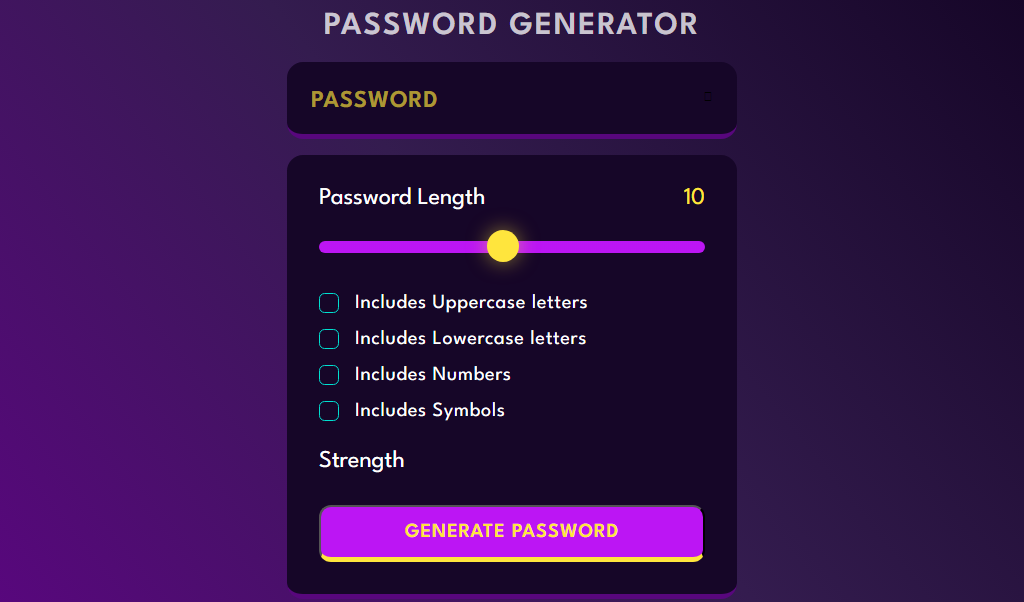 PASSWORD GENERATOR
PASSWORD
Password Length 10
Includes Uppercase letters
Includes Lowercase letters
Includes Numbers
Includes Symbols
Strength
GENERATE PASSWORD